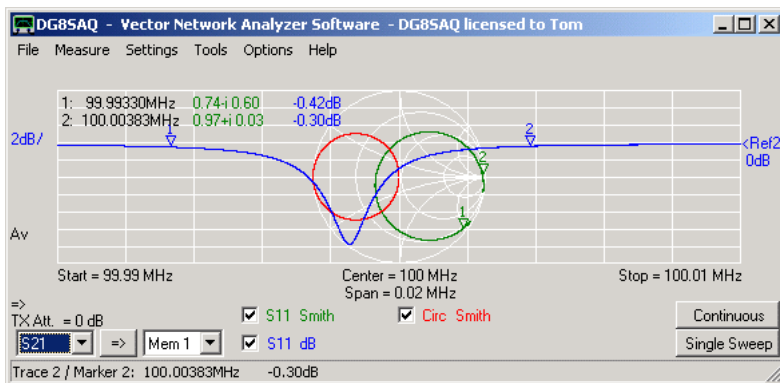 DG8SAQ - Vector Network Analyzer Software - DG8SAQ licensed to Tom
File Measure Settings Tools Options Help
1: 99.99330MHz 0.74-i 0.60 -0.42dB
2: 100.00383MHz 0.97+i 0.03 -0.30dB
1
2
2dB/
<Ref2
0dB
2
1
Av
Start = 99.99 MHz
Center = 100 MHz
Stop = 100.01 MHz
Span = 0.02 MHz
=>
TX Att. = 0 dB
S11 Smith
Circ Smith
Continuous
S21
=>
Mem 1
S11 dB
Single Sweep
Trace 2 / Marker 2: 100.00383MHz -0.30dB